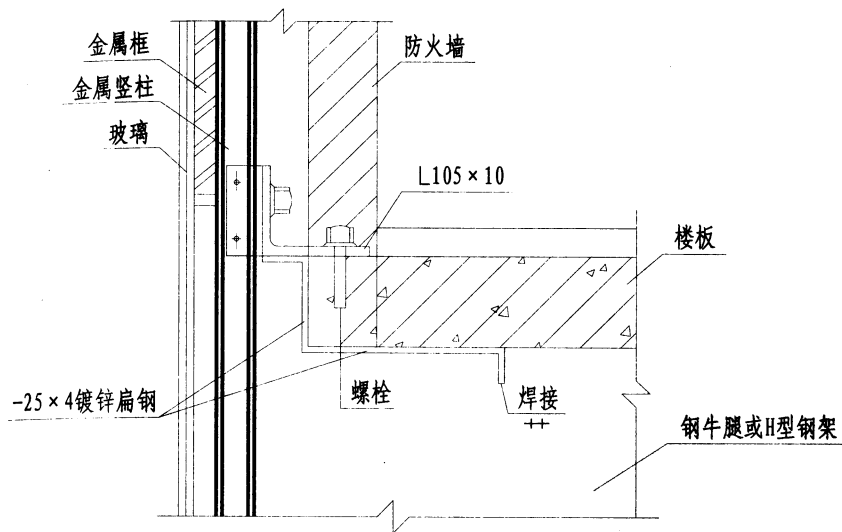 金属框
金属竖柱
玻璃
防火墙
L105×10
楼板
-25×4镀锌扁钢
螺栓
焊接
钢牛腿或H型钢架